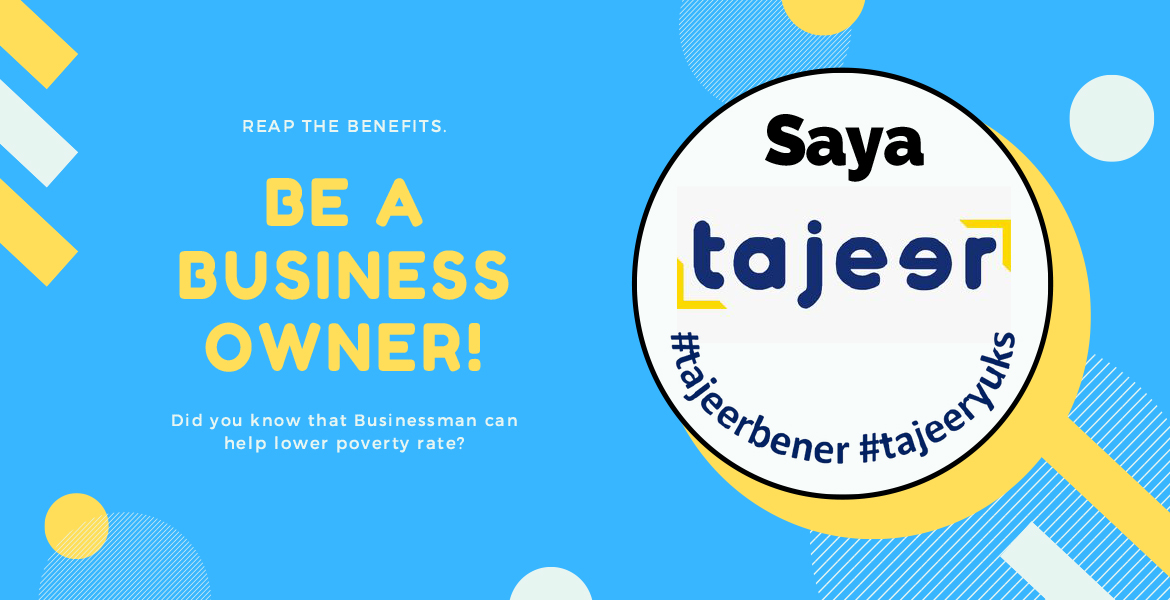 REAP THE BENEFITS.
BE A
BUSINESS
OWNER!
Did you know that Businessman can
help lower poverty rate?
Saya
tajeer
#tajeerbener #tajeeryuks